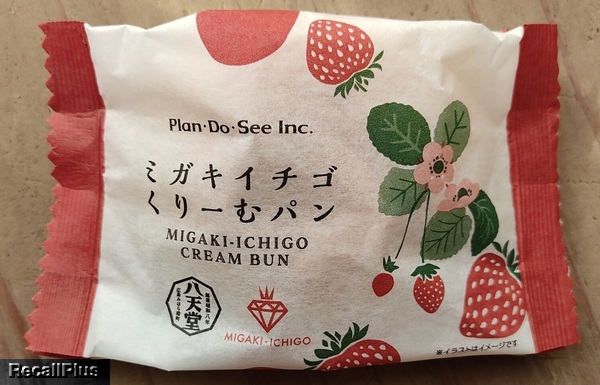 Plan・Do・See Inc.
ミガキイチゴ
くりーむパン
MIGAKI-ICHIGO
CREAM BUN
八天堂
MIGAKI-ICHIGO
※イラストはイメージです
RecallPlus